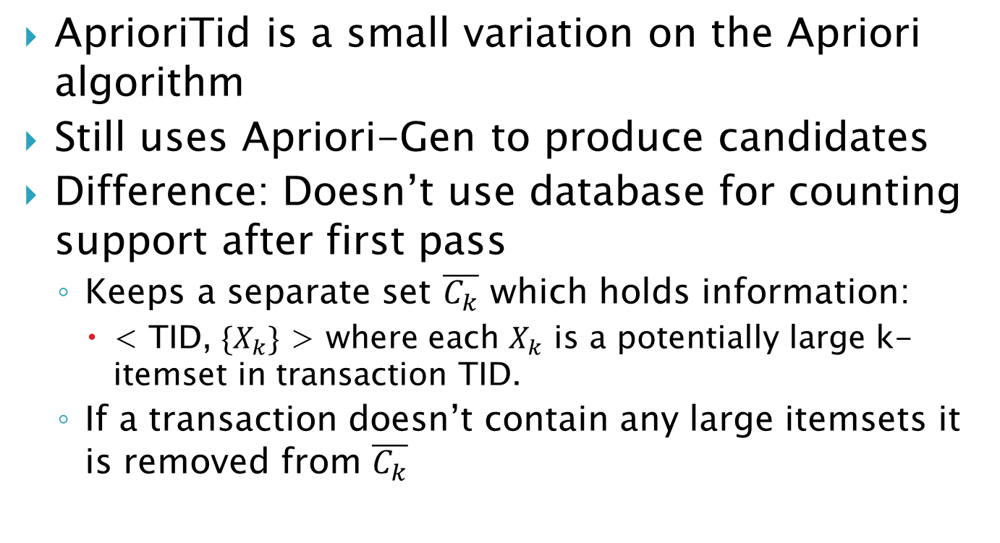 AprioriTid is a small variation on the Apriori
algorithm
Still uses Apriori-Gen to produce candidates
Difference: Doesn’t use database for counting
support after first pass
Keeps a separate set $\overline{C_k}$ which holds information:
< TID, {$X_k$} > where each $X_k$ is a potentially large k-
itemset in transaction TID.
If a transaction doesn’t contain any large itemsets it
is removed from $\overline{C_k}$